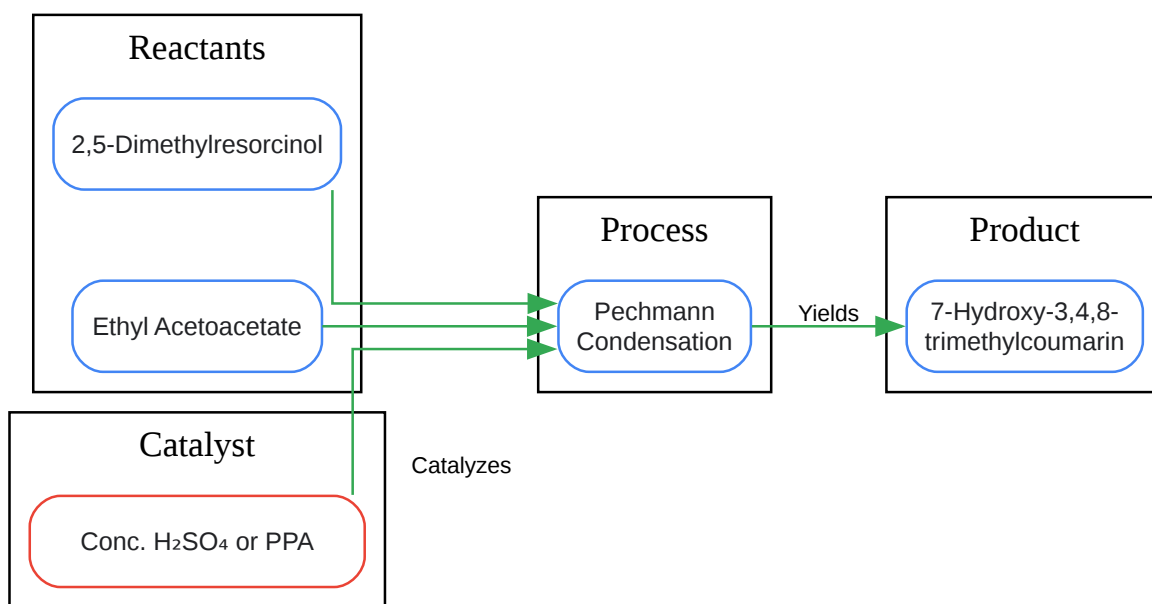 Reactants
2,5-Dimethylresorcinol
Ethyl Acetoacetate
Catalyst
Conc. H₂SO₄ or PPA
Catalyzes
Process
Pechmann
Condensation
Yields
Product
7-Hydroxy-3,4,8-
trimethylcoumarin